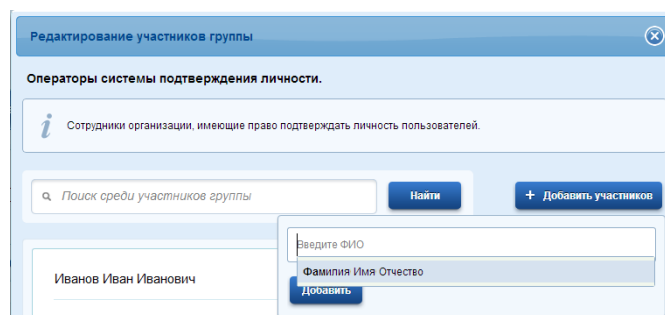 Редактирование участников группы
Операторы системы подтверждения личности.
Сотрудники организации, имеющие право подтверждать личность пользователей.
Поиск среди участников группы
Найти
+ Добавить участников
Введите ФИО
Фамилия Имя Отчество
Иванов Иван Иванович
Добавить